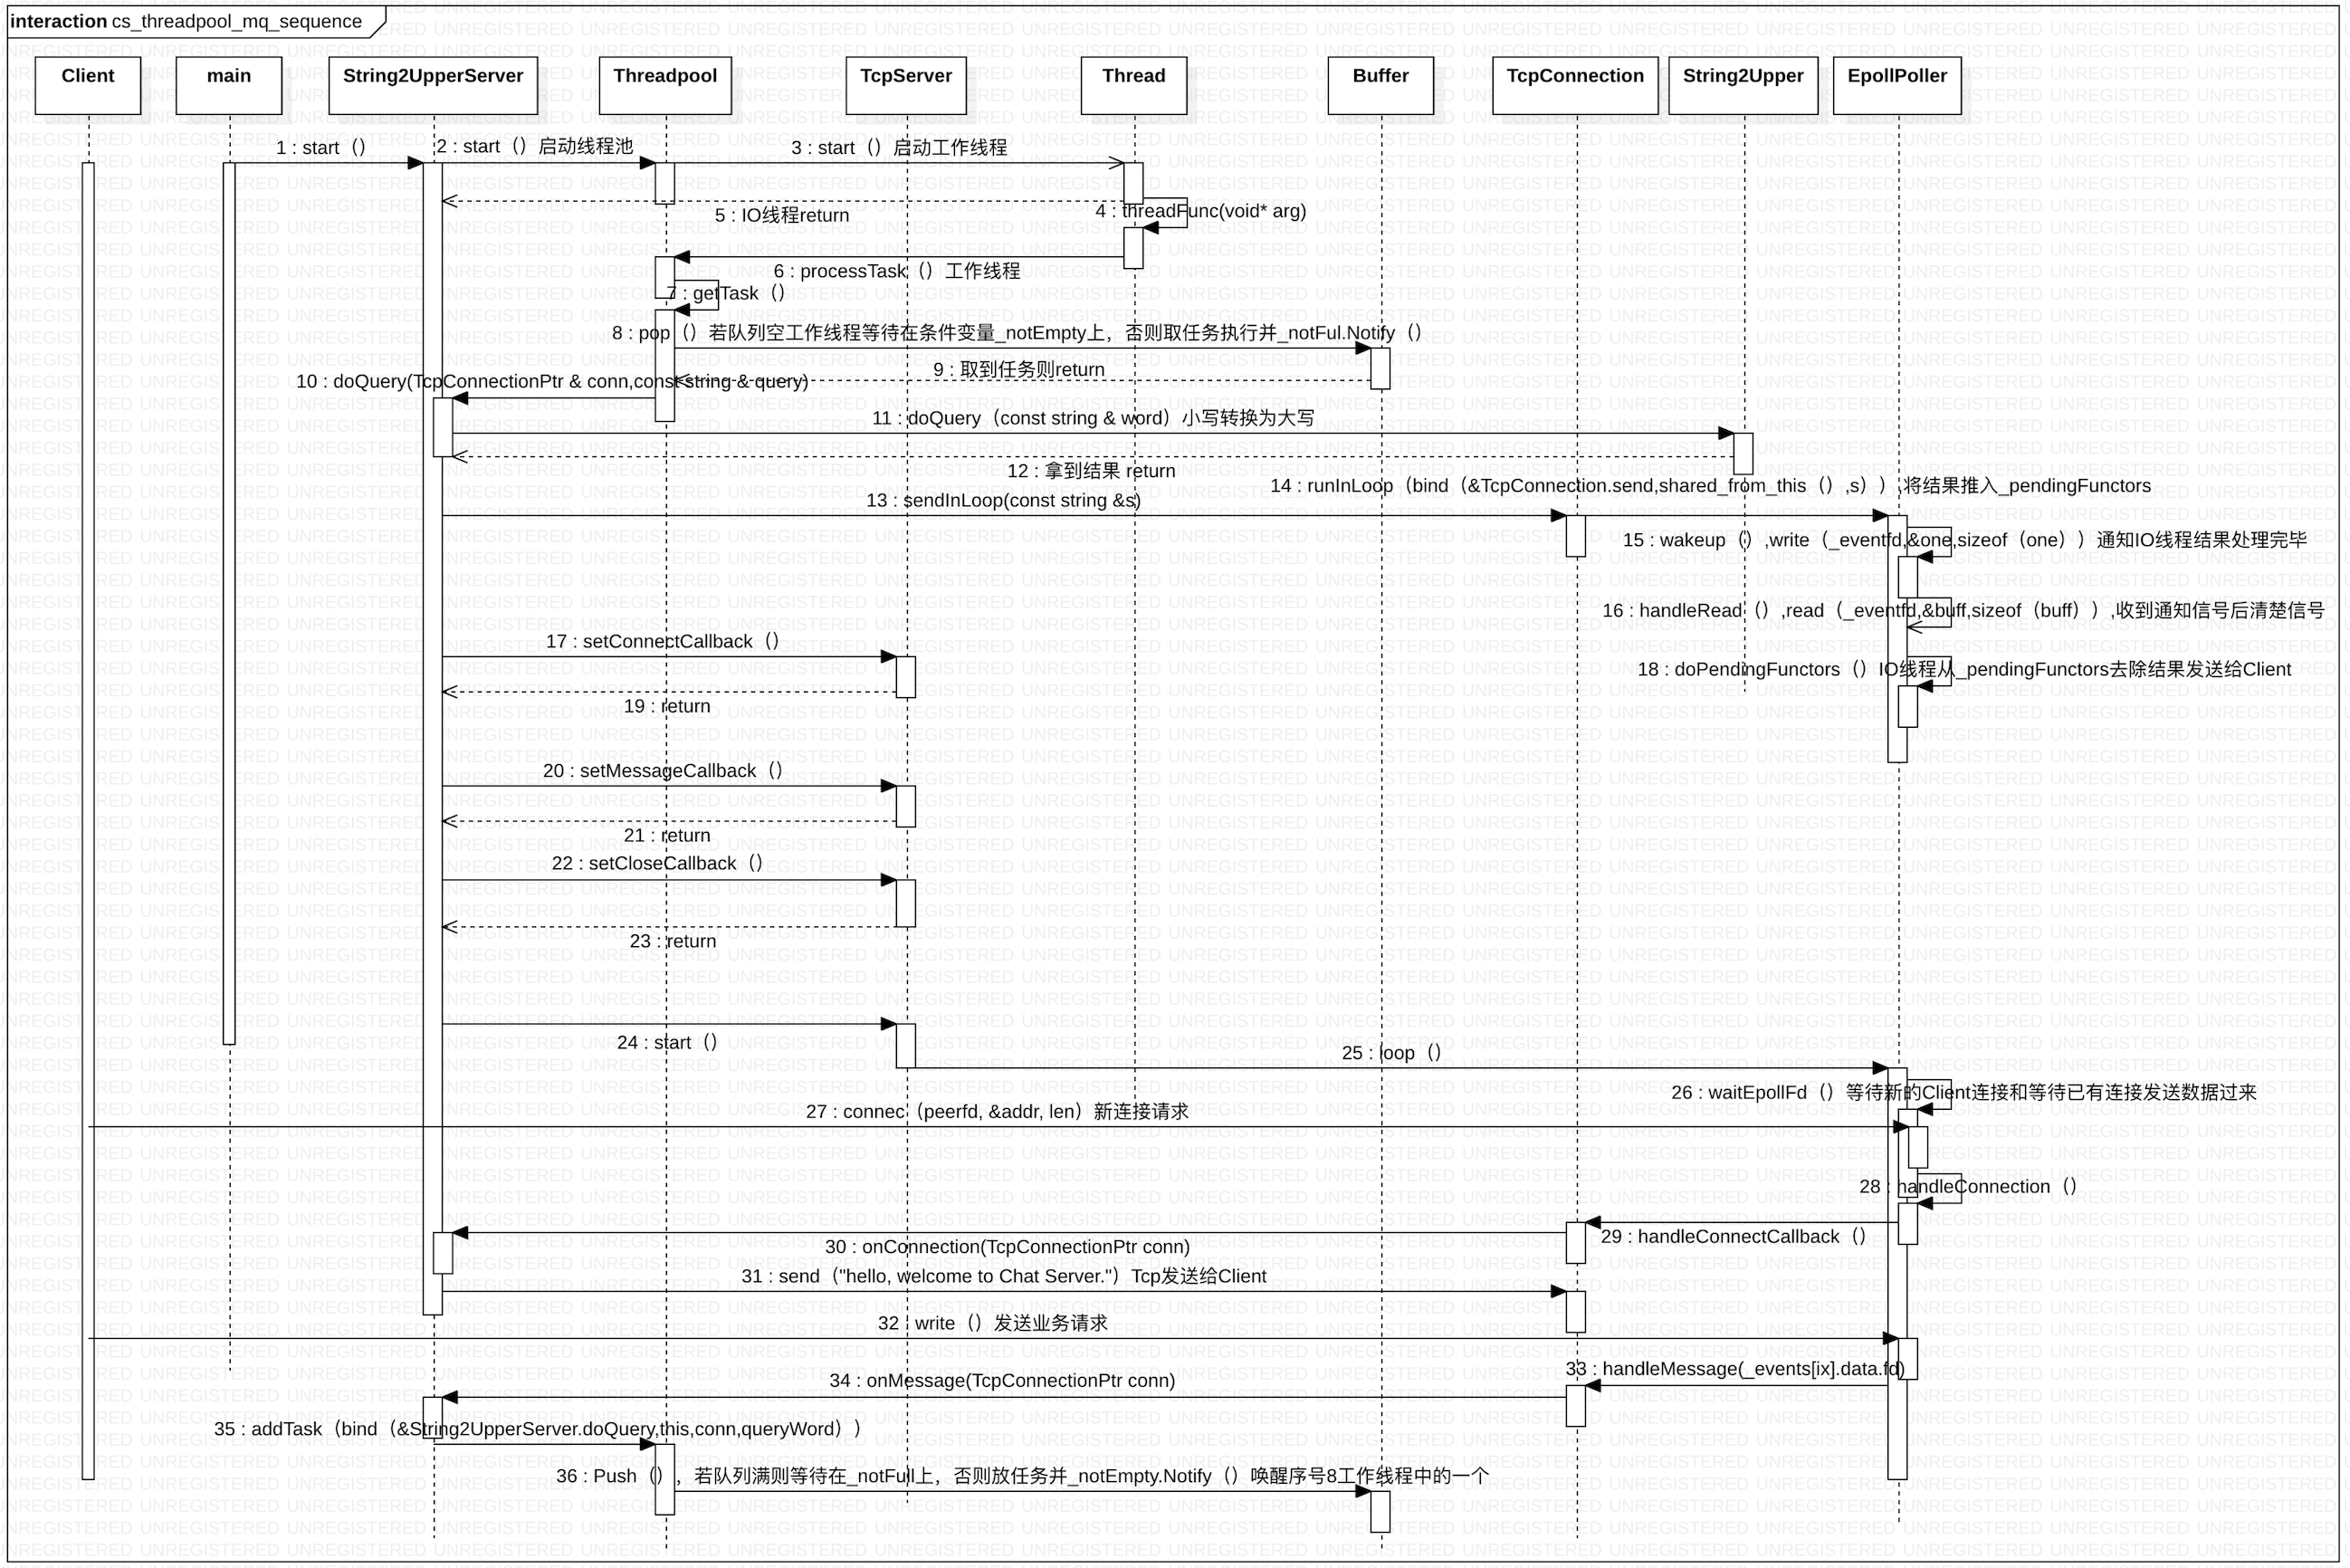 interaction cs_threadpool_mq_sequence
Client
main
String2UpperServer
Threadpool
TcpServer
Thread
Buffer
TcpConnection
String2Upper
EpollPoller
1 : start（）
2 : start（）启动线程池
3 : start（）启动工作线程
4 : threadFunc(void* arg)
5 : IO线程return
6 : processTask（）工作线程
7 : getTask（）
8 : pop（）若队列空工作线程等待在条件变量_notEmpty上，否则取任务执行并_notFul.Notify（）
9 : 取到任务则return
10 : doQuery(TcpConnectionPtr & conn,const string & query)
11 : doQuery（const string & word）小写转换为大写
12 : 拿到结果 return
13 : sendInLoop(const string &s)
14 : runInLoop（bind（&TcpConnection.send,shared_from_this（）,s））,将结果推入_pendingFunctors
15 : wakeup（）,write（_eventfd,&one,sizeof（one））通知IO线程结果处理完毕
16 : handleRead（）,read（_eventfd,&buff,sizeof（buff））,收到通知信号后清楚信号
17 : setConnectCallback（）
18 : doPendingFunctors（）IO线程从_pendingFunctors去除结果发送给Client
19 : return
20 : setMessageCallback（）
21 : return
22 : setCloseCallback（）
23 : return
24 : start（）
25 : loop（）
26 : waitEpollFd（）等待新的Client连接和等待已有连接发送数据过来
27 : connec（peerfd, &addr, len）新连接请求
28 : handleConnection（）
29 : handleConnectCallback（）
30 : onConnection(TcpConnectionPtr conn)
31 : send（"hello, welcome to Chat Server."）Tcp发送给Client
32 : write（）发送业务请求
33 : handleMessage(_events[ix].data.fd)
34 : onMessage(TcpConnectionPtr conn)
35 : addTask（bind（&String2UpperServer.doQuery,this,conn,queryWord））
36 : Push（），若队列满则等待在_notFull上，否则放任务并_notEmpty.Notify（）唤醒序号8工作线程中的一个